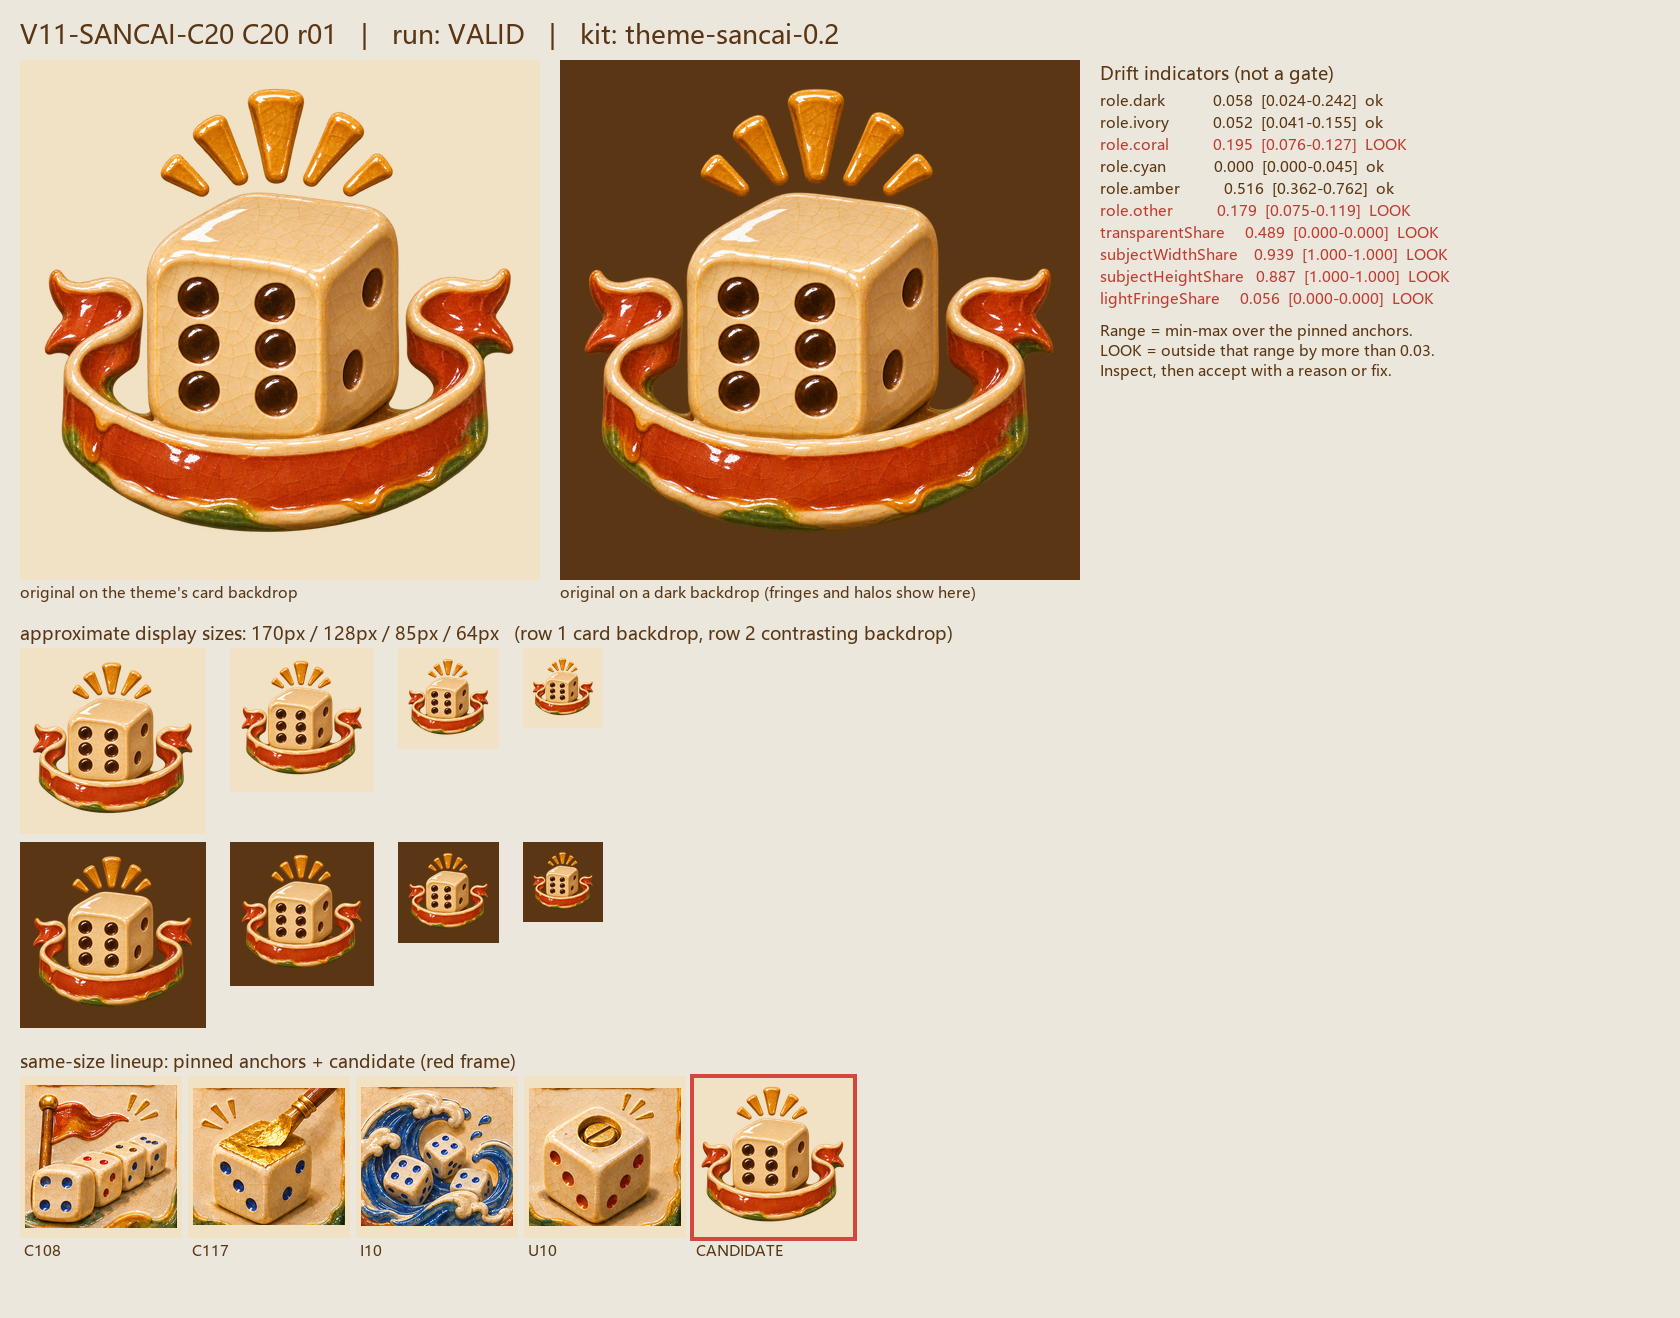 V11-SANCAI-C20 C20 r01 | run: VALID | kit: theme-sancai-0.2
Drift indicators (not a gate)
role.dark 0.058 [0.024-0.242] ok
role.ivory 0.052 [0.041-0.155] ok
role.coral 0.195 [0.076-0.127] LOOK
role.cyan 0.000 [0.000-0.045] ok
role.amber 0.516 [0.362-0.762] ok
role.other 0.179 [0.075-0.119] LOOK
transparentShare 0.489 [0.000-0.000] LOOK
subjectWidthShare 0.939 [1.000-1.000] LOOK
subjectHeightShare 0.887 [1.000-1.000] LOOK
lightFringeShare 0.056 [0.000-0.000] LOOK
Range = min-max over the pinned anchors.
LOOK = outside that range by more than 0.03.
Inspect, then accept with a reason or fix.
original on the theme's card backdrop
original on a dark backdrop (fringes and halos show here)
approximate display sizes: 170px / 128px / 85px / 64px (row 1 card backdrop, row 2 contrasting backdrop)
same-size lineup: pinned anchors + candidate (red frame)
C108
C117
I10
U10
CANDIDATE